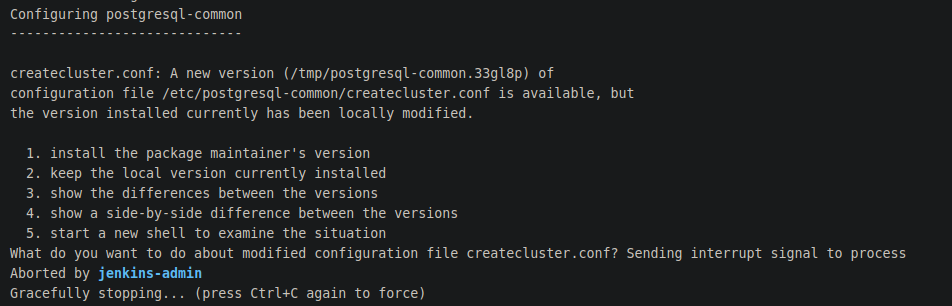 Configuring postgresql-common
-----------------------------
createcluster.conf: A new version (/tmp/postgresql-common.33gl8p) of
configuration file /etc/postgresql-common/createcluster.conf is available, but
the version installed currently has been locally modified.
1. install the package maintainer's version
2. keep the local version currently installed
3. show the differences between the versions
4. show a side-by-side difference between the versions
5. start a new shell to examine the situation
What do you want to do about modified configuration file createcluster.conf? Sending interrupt signal to process
Aborted by jenkins-admin
Gracefully stopping... (press Ctrl+C again to force)